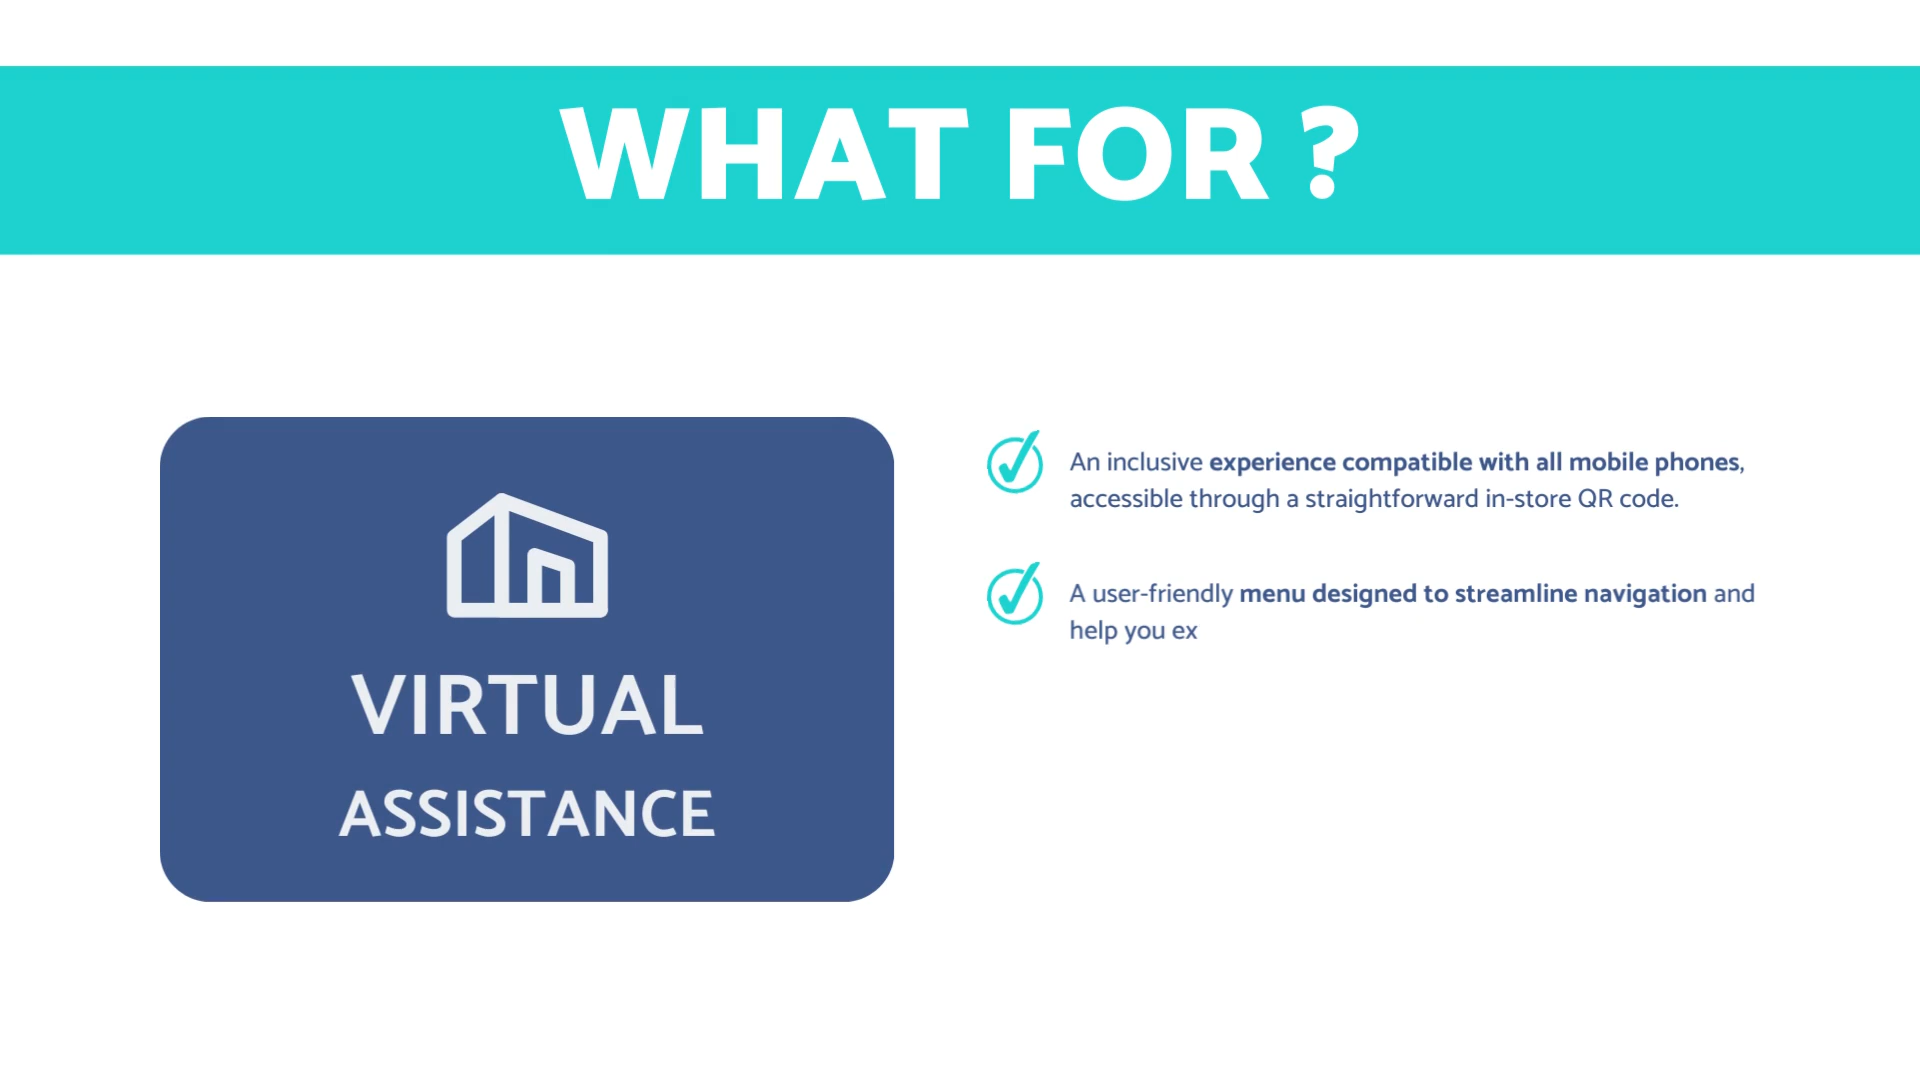 WHAT FOR ?
VIRTUAL
ASSISTANCE
An inclusive experience compatible with all mobile phones,
accessible through a straightforward in-store QR code.
A user-friendly menu designed to streamline navigation and
help you ex